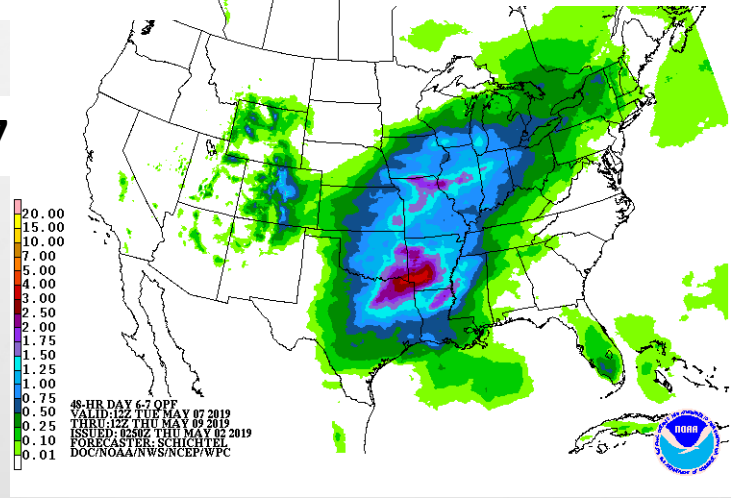 7
20.00
15.00
10.00
7.00
5.00
4.00
3.00
2.50
2.00
1.75
1.50
1.25
1.00
0.75
0.50
0.25
0.10
0.01
48-HR DAY 6-7 QPF
VALID:12Z TUE MAY 07 2019
THRU:12Z THU MAY 09 2019
ISSUED: 0250Z THU MAY 02 2019
FORECASTER: SCHICHTEL
DOC/NOAA/NWS/NCEP/WPC
NOAA